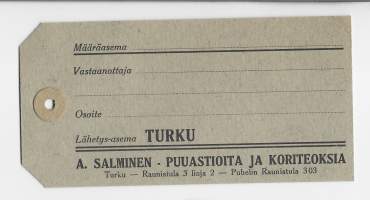 Määräasema
Vastaanottaja
Osoite
Lähetys-asema TURKU
A. SALMINEN - PUUASTIOITA JA KORITEOKSIA
Turku — Raunistula 3 linja 2 — Puhelin Raunistula 303